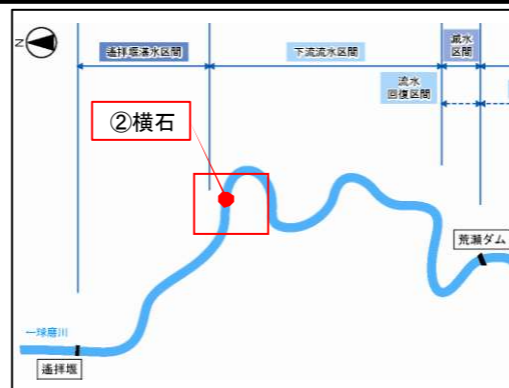 N
遙拝堰湛水区間
下流流水区間
減水
区間
流水
回復区間
②横石
荒瀬ダム
一球磨川
遙拝堰